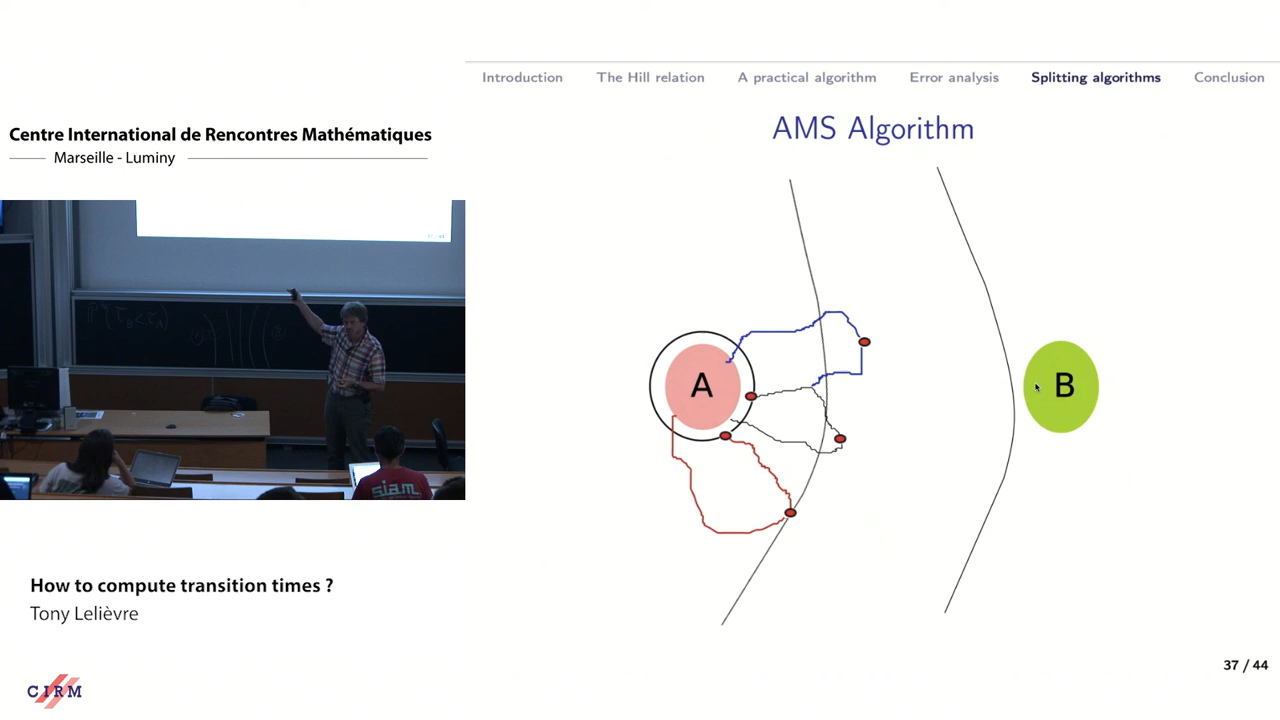 Introduction The Hill relation A practical algorithm Error analysis Splitting algorithms Conclusion
AMS Algorithm
Centre International de Rencontres Mathématiques
Marseille - Luminy
A
B
siam
How to compute transition times ?
Tony Lelièvre
37 / 44
CIRM